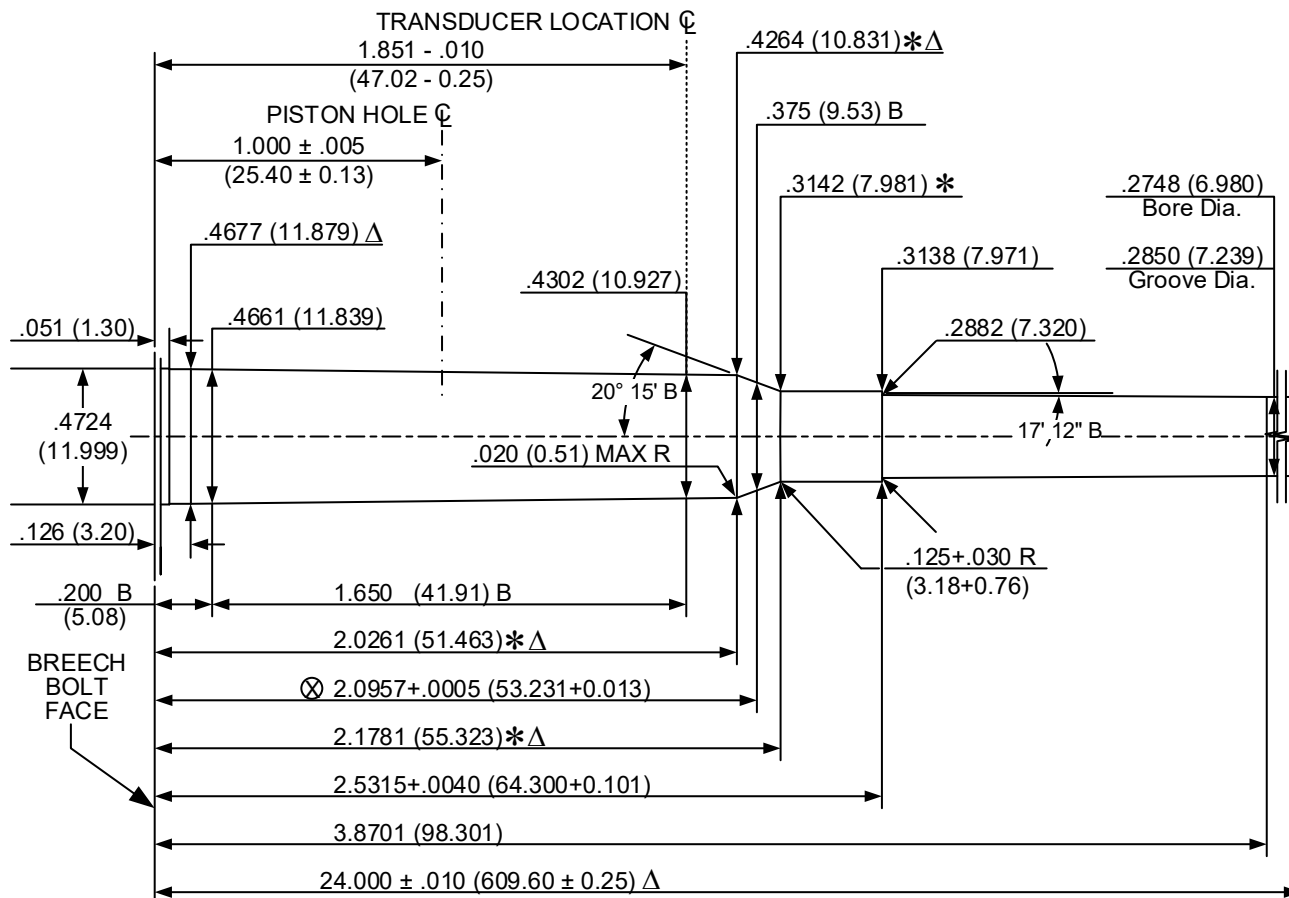 TRANSDUCER LOCATION ℄
1.851 - .010
(47.02 - 0.25)
.4264 (10.831)✻Δ
PISTON HOLE ℄
.375 (9.53) B
1.000 ± .005
(25.40 ± 0.13)
.3142 (7.981) ✻
.2748 (6.980)
Bore Dia.
.4677 (11.879) Δ
.4302 (10.927)
.3138 (7.971)
.2850 (7.239)
Groove Dia.
.051 (1.30)
.4661 (11.839)
.2882 (7.320)
20° 15' B
.4724
(11.999)
17' 12" B
.020 (0.51) MAX R
.126 (3.20)
.125+.030 R
(3.18+0.76)
.200 B
(5.08)
1.650 (41.91) B
2.0261 (51.463)✻Δ
BREECH
BOLT
FACE
⊗ 2.0957+.0005 (53.231+0.013)
2.1781 (55.323)✻Δ
2.5315+.0040 (64.300+0.101)
3.8701 (98.301)
24.000 ± .010 (609.60 ± 0.25) Δ